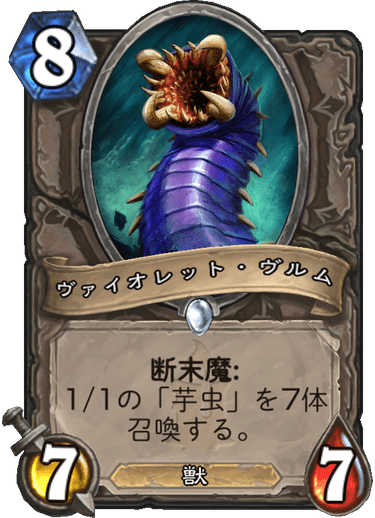 8
ヴァイオレット・ヴルム
断末魔:
1/1の「芋虫」を7体
召喚する。
7
獣
7